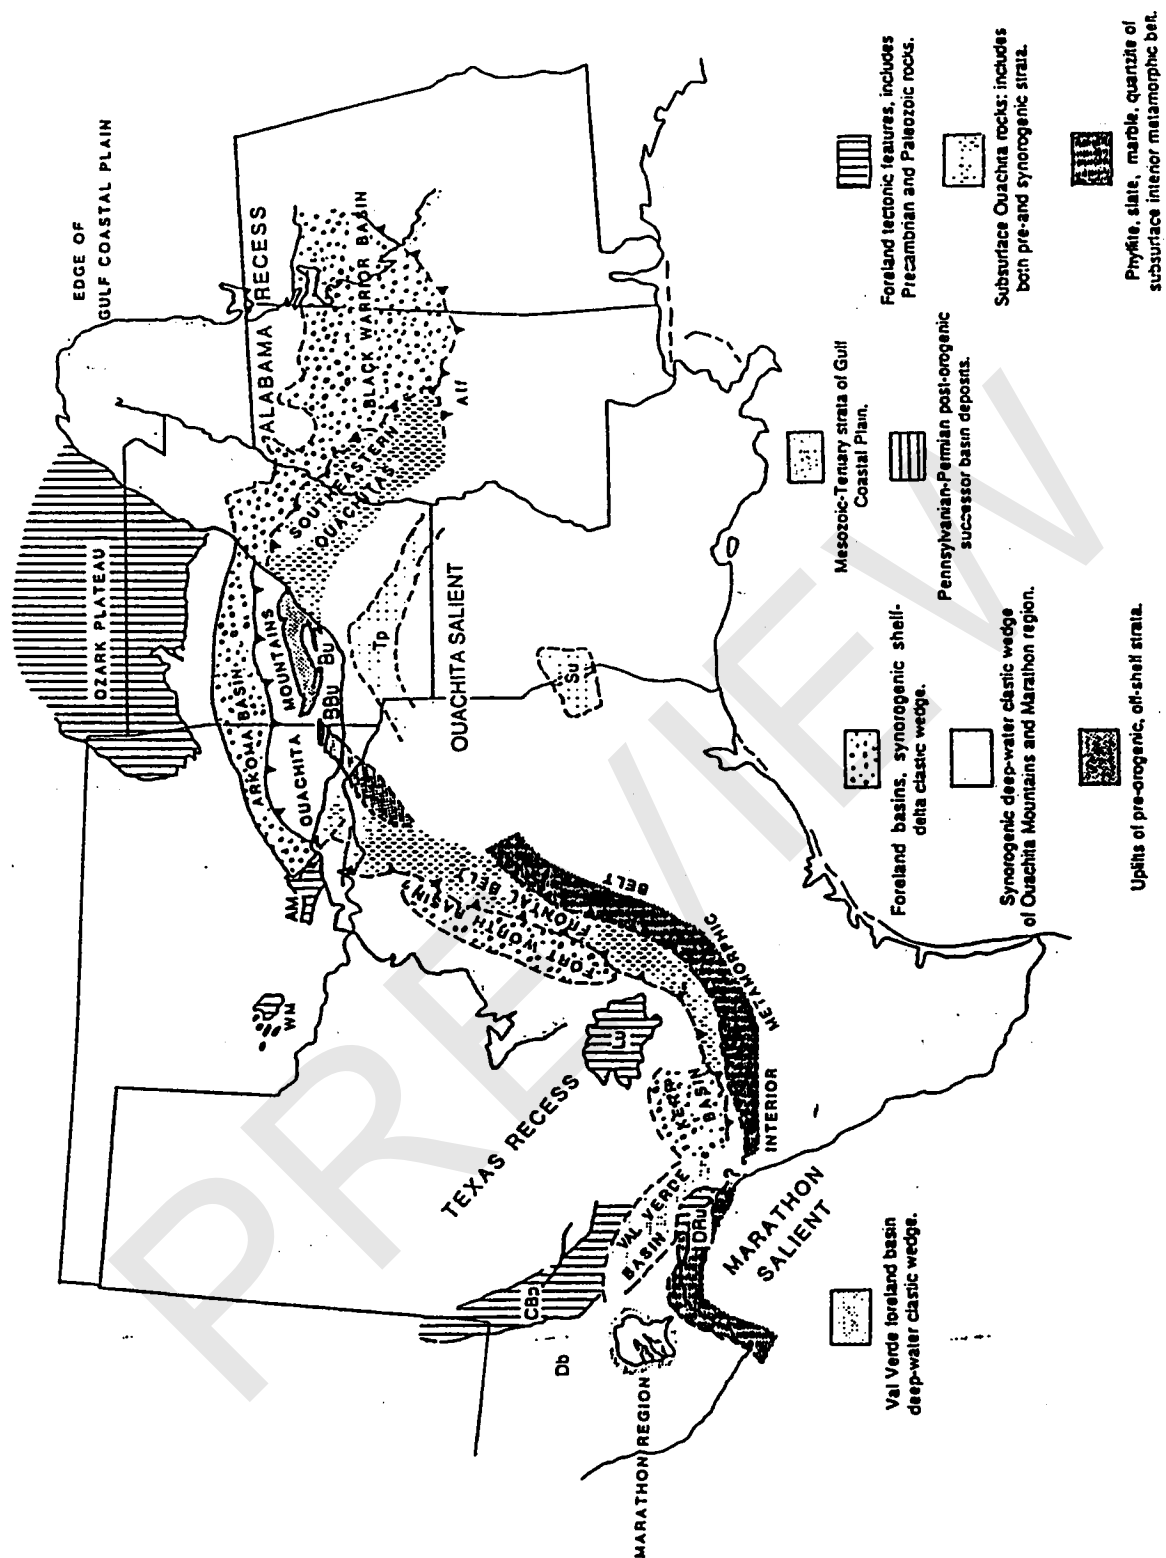 EDGE OF
GULF COASTAL PLAIN
OZARK PLATEAU
ALABAMA RECESS
BLACK WARRIOR BASIN
SOUTHEASTERN
OUACHITAS
?
Alf
ARKOMA BASIN
OUACHITA MOUNTAINS
Bu
BBu
Tp
OUACHITA SALIENT
Su
AM
WM
FORT WORTH BASIN
FRONTAL BELT
INTERIOR METAMORPHIC BELT
Lu
TEXAS RECESS
KERR
BASIN
VAL VERDE
BASIN
DRu
?
MARATHON
SALIENT
CBp
Db
MARATHON REGION
Val Verde foreland basin
deep-water clastic wedge.
Foreland basins, synorogenic shelf-
delta clastic wedge.
Synorogenic deep-water clastic wedge
of Ouachita Mountains and Marathon region.
Uplifts of pre-orogenic, off-shelf strata.
Mesozoic-Tertiary strata of Gulf
Coastal Plain.
Pennsylvanian-Permian post-orogenic
successor basin deposits.
Foreland tectonic features, includes
Precambrian and Paleozoic rocks.
Subsurface Ouachita rocks: includes
both pre-and synorogenic strata.
Phyllite, slate, marble, quartzite of
subsurface interior metamorphic belt.
PREVIEW